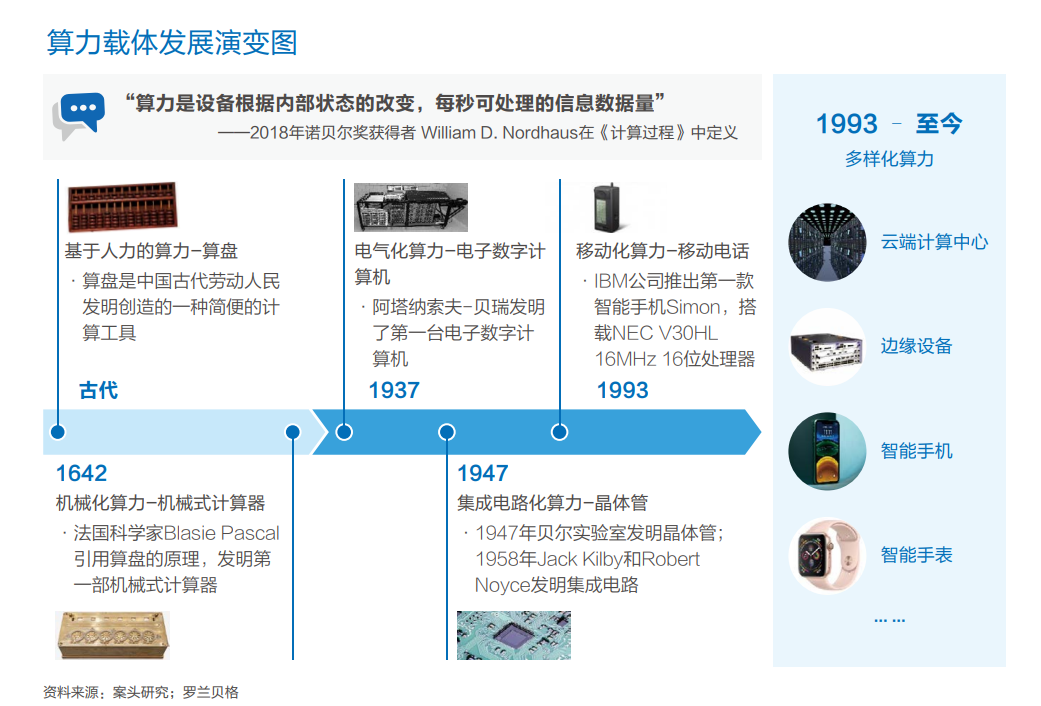 算力载体发展演变图
“算力是设备根据内部状态的改变，每秒可处理的信息数据量”
——2018年诺贝尔奖获得者 William D. Nordhaus在《计算过程》中定义
基于人力的算力-算盘
· 算盘是中国古代劳动人民
发明创造的一种简便的计
算工具
古代
电气化算力-电子数字计
算机
· 阿塔纳索夫-贝瑞发明
了第一台电子数字计
算机
1937
移动化算力-移动电话
· IBM公司推出第一款
智能手机Simon，搭
载NEC V30HL
16MHz 16位处理器
1993
1642
机械化算力-机械式计算器
· 法国科学家Blasie Pascal
引用算盘的原理，发明第
一部机械式计算器
1947
集成电路化算力-晶体管
· 1947年贝尔实验室发明晶体管；
1958年Jack Kilby和Robert
Noyce发明集成电路
1993 - 至今
多样化算力
云端计算中心
边缘设备
智能手机
智能手表
... ...
资料来源：案头研究；罗兰贝格